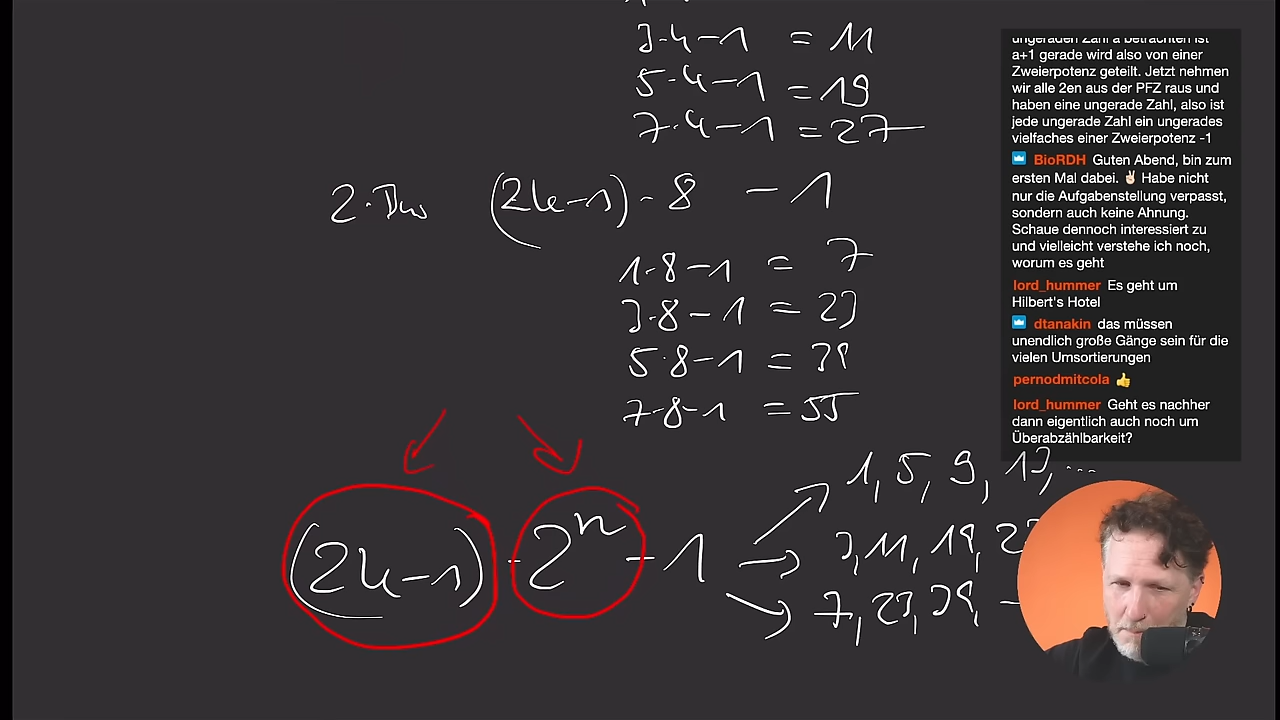 3·4-1 = 11
5·4-1 = 19
7·4-1 = 27
2. Bus (2k-1)·8 -1
1·8-1 = 7
3·8-1 = 23
5·8-1 = 39
7·8-1 = 55
(2k-1)·2ⁿ-1
1, 5, 9, 13, ...
3, 11, 19, 27
7, 23, 39, -
ungeraden Zahl a betrachten ist
a+1 gerade wird also von einer
Zweierpotenz geteilt. Jetzt nehmen
wir alle 2en aus der PFZ raus und
haben eine ungerade Zahl, also ist
jede ungerade Zahl ein ungerades
vielfaches einer Zweierpotenz -1
BioRDH Guten Abend, bin zum
ersten Mal dabei. ✌🏻 Habe nicht
nur die Aufgabenstellung verpasst,
sondern auch keine Ahnung.
Schaue dennoch interessiert zu
und vielleicht verstehe ich noch,
worum es geht
lord_hummer Es geht um
Hilbert's Hotel
dtanakin das müssen
unendlich große Gänge sein für die
vielen Umsortierungen
pernodmitcola 👍
lord_hummer Geht es nachher
dann eigentlich auch noch um
Überabzählbarkeit?